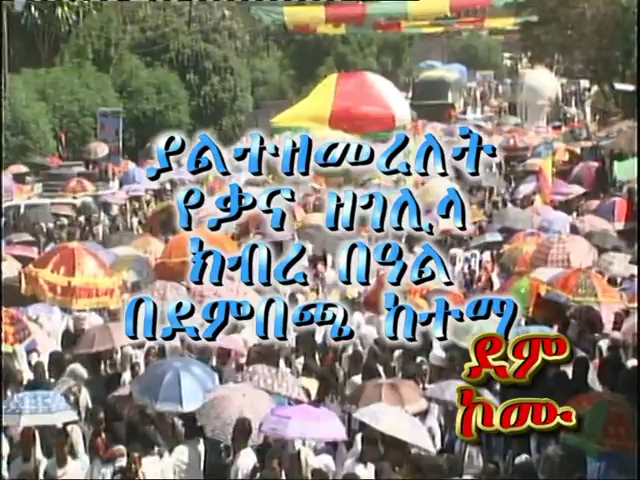 ያልተዘመረለት
የቃና ዘገሊላ
ክብረ በዓል
በደምበጫ ከተማ
ደም
ኮሙ